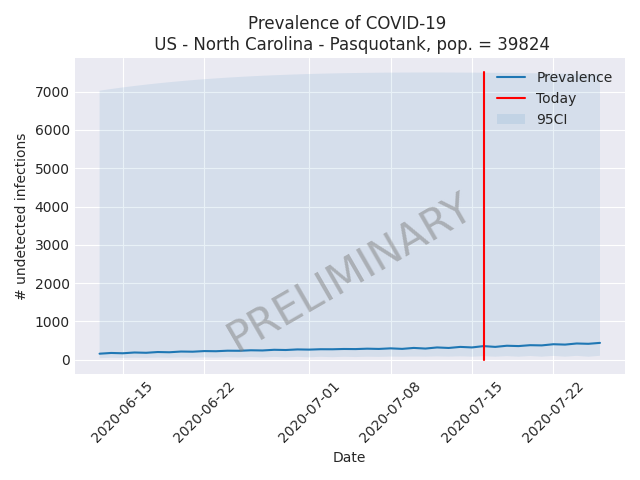 Prevalence of COVID-19
US - North Carolina - Pasquotank, pop. = 39824
Prevalence
Today
95CI
7000
6000
5000
4000
3000
2000
1000
0
# undetected infections
PRELIMINARY
2020-06-15
2020-06-22
2020-07-01
2020-07-08
2020-07-15
2020-07-22
Date